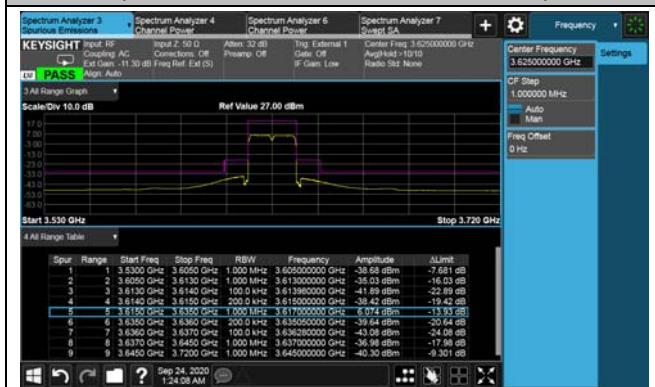 Spectrum Analyzer 3
Spurious Emissions
Spectrum Analyzer 4
Channel Power
Spectrum Analyzer 6
Channel Power
Spectrum Analyzer 7
Swept SA
+
Frequency
KEYSIGHT
Input: RF
Coupling: AC
Ext Gain: -11.30 dB
Align: Auto
Input Z: 50 Ω
Corrections: Off
Freq Ref: Ext (S)
Atten: 32 dB
Preamp: Off
Trig: External 1
Gate: Off
IF Gain: Low
Center Freq: 3.625000000 GHz
Avg|Hold:>10/10
Radio Std: None
LXI PASS
Center Frequency
3.625000000 GHz
Settings
CF Step
1.000000 MHz
Auto
Man
Freq Offset
0 Hz
3 All Range Graph
Scale/Div 10.0 dB Ref Value 27.00 dBm
17.0
7.00
-3.00
-13.0
-23.0
-33.0
-43.0
-53.0
-63.0
Start 3.530 GHz Stop 3.720 GHz
4 All Range Table
Spur Range Start Freq Stop Freq RBW Frequency Amplitude ΔLimit
1 1 3.5300 GHz 3.6050 GHz 1.000 MHz 3.605000000 GHz -38.68 dBm -7.681 dB
2 2 3.6050 GHz 3.6130 GHz 1.000 MHz 3.613000000 GHz -35.03 dBm -16.03 dB
3 3 3.6130 GHz 3.6140 GHz 100.0 kHz 3.613980000 GHz -41.89 dBm -22.89 dB
4 4 3.6140 GHz 3.6150 GHz 200.0 kHz 3.615000000 GHz -38.42 dBm -19.42 dB
5 5 3.6150 GHz 3.6350 GHz 1.000 MHz 3.617000000 GHz 6.074 dBm -13.93 dB
6 6 3.6350 GHz 3.6360 GHz 200.0 kHz 3.635050000 GHz -39.64 dBm -20.64 dB
7 7 3.6360 GHz 3.6370 GHz 100.0 kHz 3.636280000 GHz -43.08 dBm -24.08 dB
8 8 3.6370 GHz 3.6450 GHz 1.000 MHz 3.637000000 GHz -36.98 dBm -17.98 dB
9 9 3.6450 GHz 3.7200 GHz 1.000 MHz 3.645000000 GHz -40.30 dBm -9.301 dB
?
Sep 24, 2020
1:24:08 AM